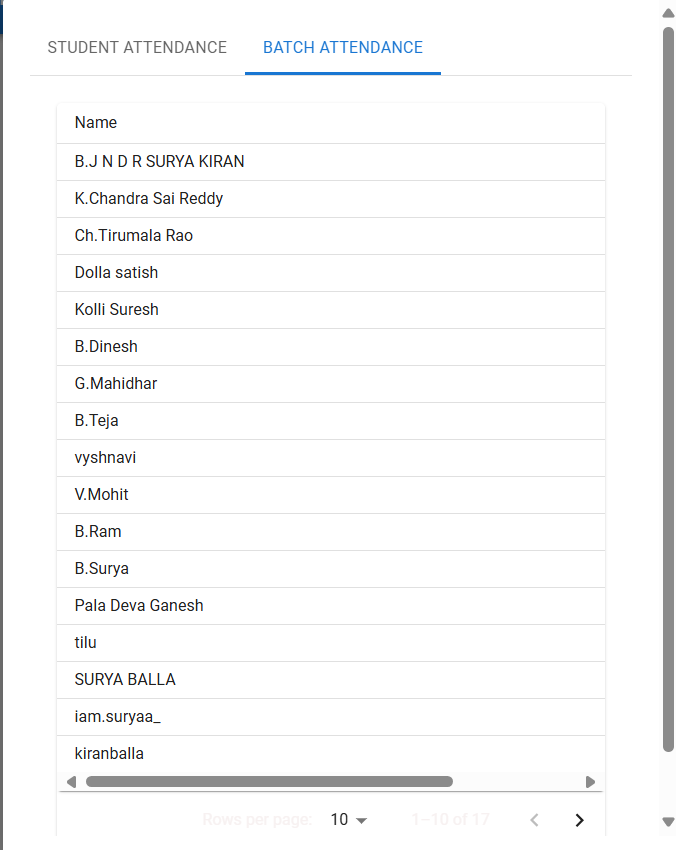 STUDENT ATTENDANCE BATCH ATTENDANCE
Name
B.J N D R SURYA KIRAN
K.Chandra Sai Reddy
Ch.Tirumala Rao
Dolla satish
Kolli Suresh
B.Dinesh
G.Mahidhar
B.Teja
vyshnavi
V.Mohit
B.Ram
B.Surya
Pala Deva Ganesh
tilu
SURYA BALLA
iam.suryaa_
kiranballa
Rows per page: 10 1–10 of 17